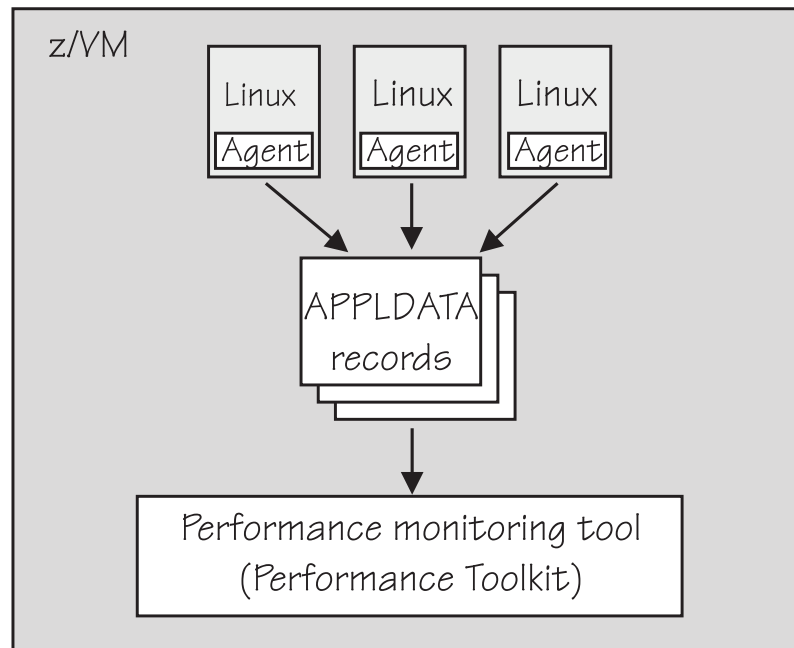 z/VM
Linux
Agent
Linux
Agent
Linux
Agent
APPLDATA
records
Performance monitoring tool
(Performance Toolkit)